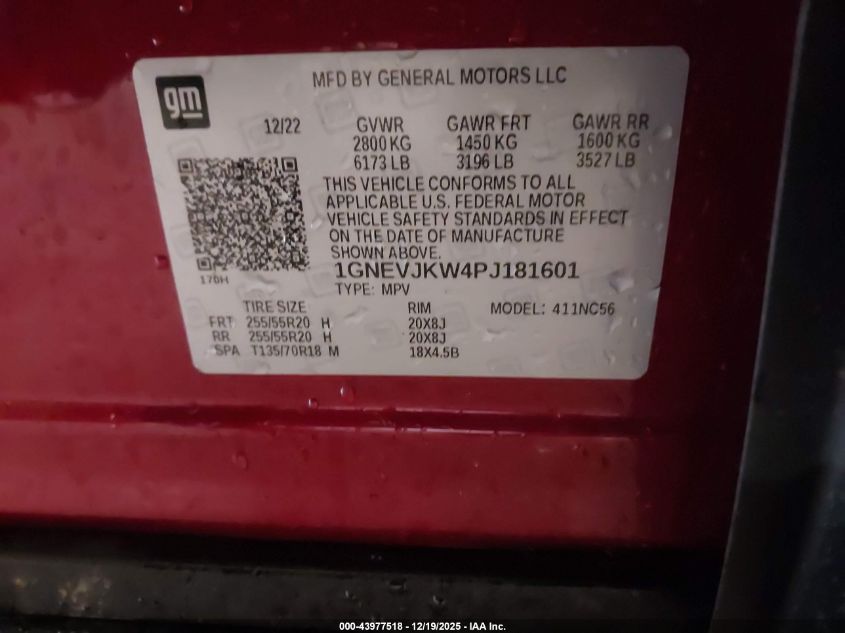 gm
MFD BY GENERAL MOTORS LLC
12/22 GVWR GAWR FRT GAWR RR
2800 KG 1450 KG 1600 KG
6173 LB 3196 LB 3527 LB
THIS VEHICLE CONFORMS TO ALL
APPLICABLE U.S. FEDERAL MOTOR
VEHICLE SAFETY STANDARDS IN EFFECT
ON THE DATE OF MANUFACTURE
SHOWN ABOVE.
170H 1GNEVJKW4PJ181601
TYPE: MPV
TIRE SIZE RIM MODEL: 411NC56
FRT 255/55R20 H 20X8J
RR 255/55R20 H 20X8J
SPA T135/70R18 M 18X4.5B
000-43977518 - 12/19/2025 - IAA Inc.